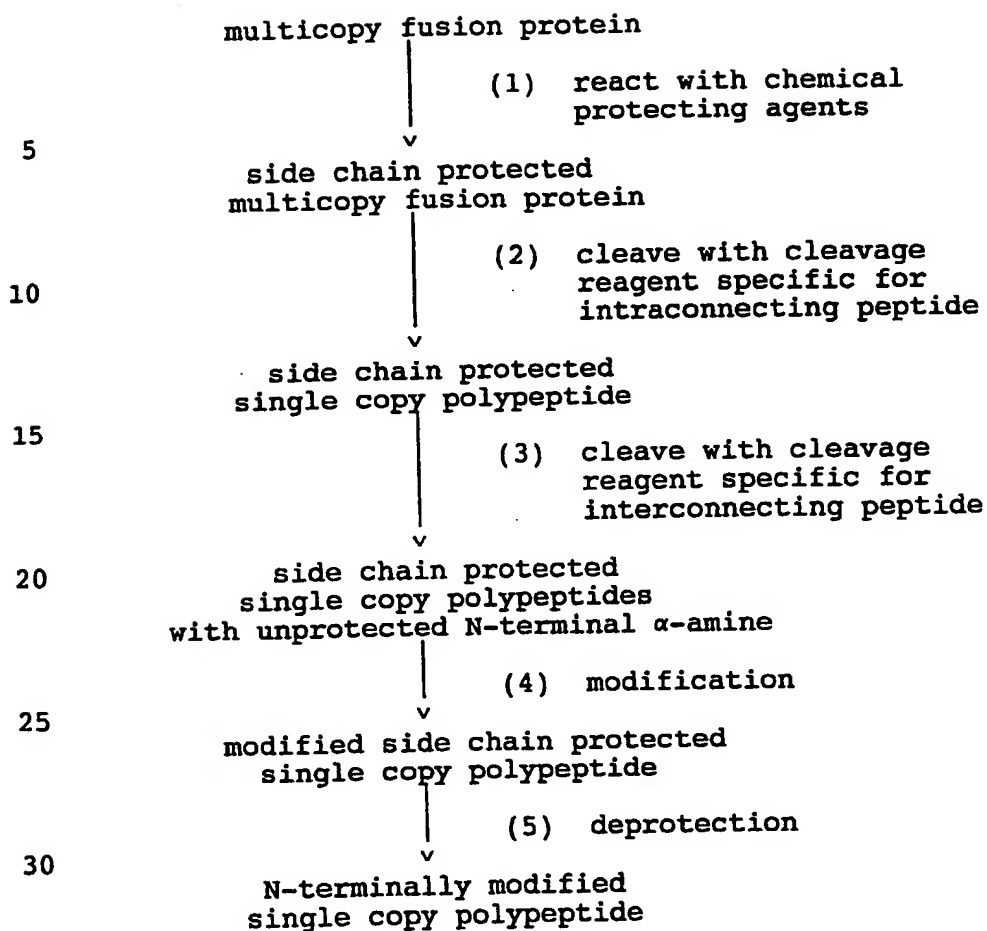 multicopy fusion protein
(1) react with chemical
protecting agents
5
side chain protected
multicopy fusion protein
(2) cleave with cleavage
reagent specific for
10
intraconnecting peptide
side chain protected
single copy polypeptide
15
(3) cleave with cleavage
reagent specific for
interconnecting peptide
20
side chain protected
single copy polypeptides
with unprotected N-terminal α-amine
(4) modification
25
modified side chain protected
single copy polypeptide
(5) deprotection
30
N-terminally modified
single copy polypeptide